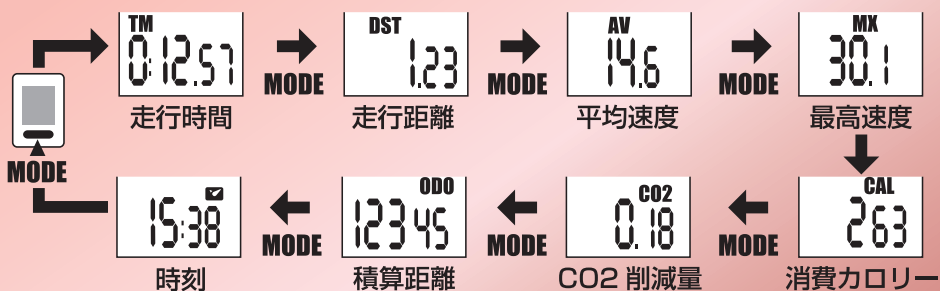 TM
0:12.57
走行時間
MODE
DST
1.23
走行距離
MODE
AV
14.6
平均速度
MODE
MX
30.1
最高速度
CAL
263
消費カロリー
MODE
CO2
0.18
CO2 削減量
MODE
ODO
12345
積算距離
MODE
15:38
時刻
MODE